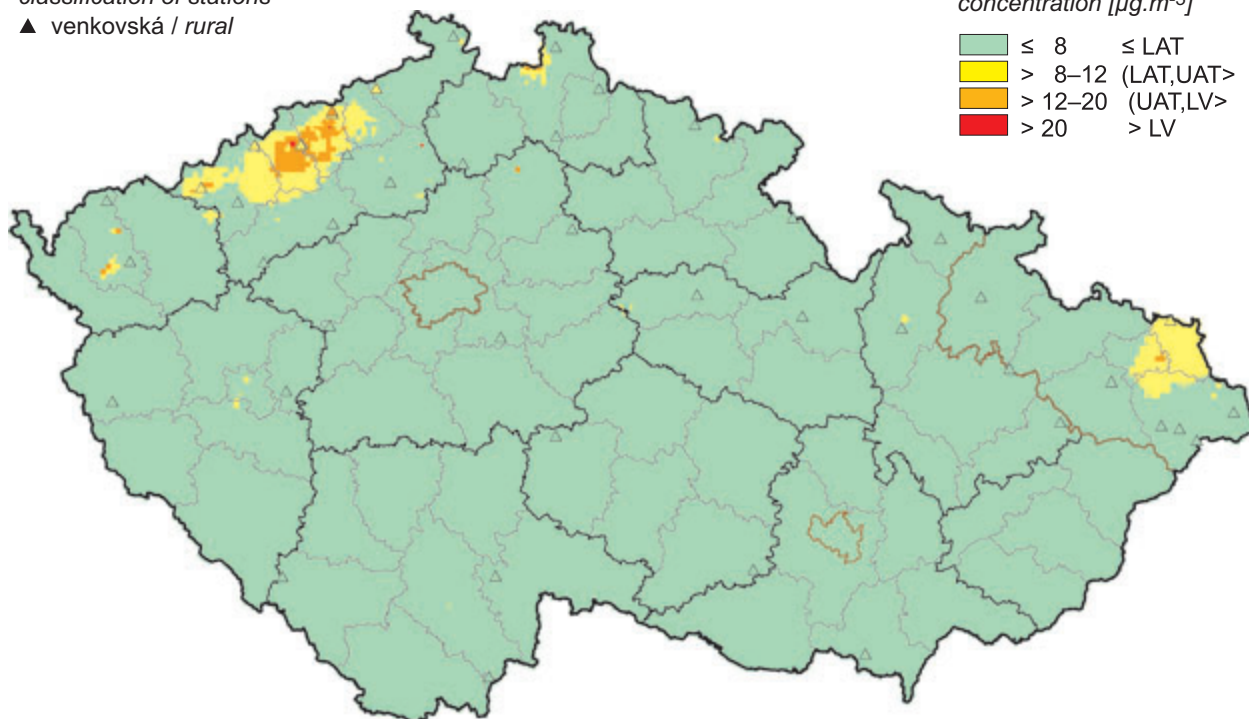 classification of stations
▲ venkovská / rural
concentration [µg.m-3]
≤ 8 ≤ LAT
> 8–12 (LAT,UAT>
> 12–20 (UAT,LV>
> 20 > LV